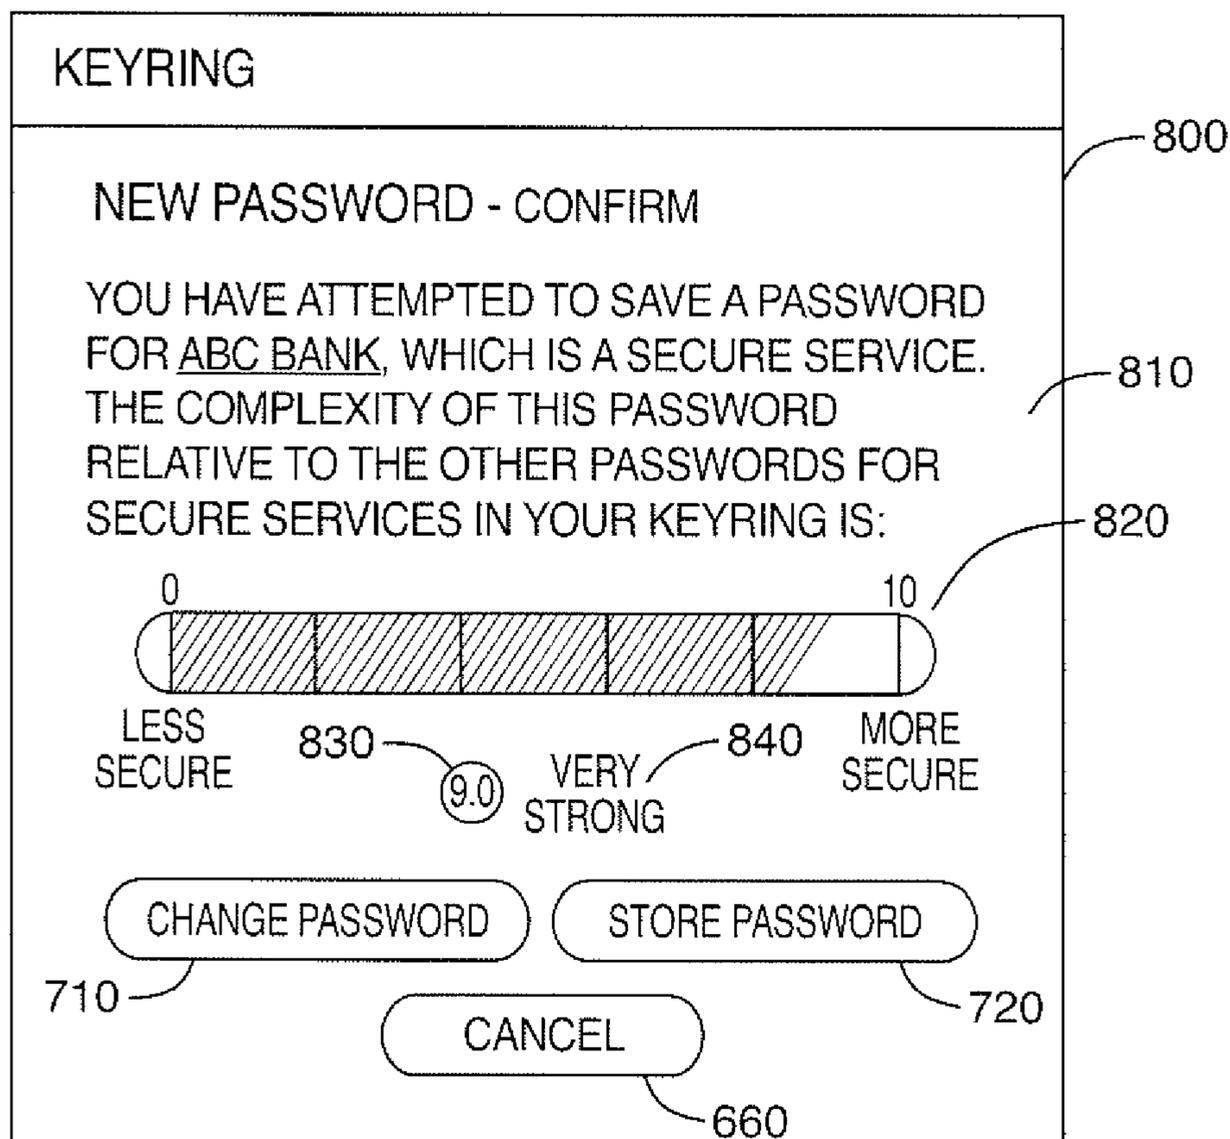 KEYRING
800
NEW PASSWORD - CONFIRM
YOU HAVE ATTEMPTED TO SAVE A PASSWORD
FOR ABC BANK, WHICH IS A SECURE SERVICE.
810
THE COMPLEXITY OF THIS PASSWORD
RELATIVE TO THE OTHER PASSWORDS FOR
SECURE SERVICES IN YOUR KEYRING IS:
820
0 10
LESS
SECURE
830
9.0
VERY
STRONG
840
MORE
SECURE
CHANGE PASSWORD STORE PASSWORD
710 720
CANCEL
660